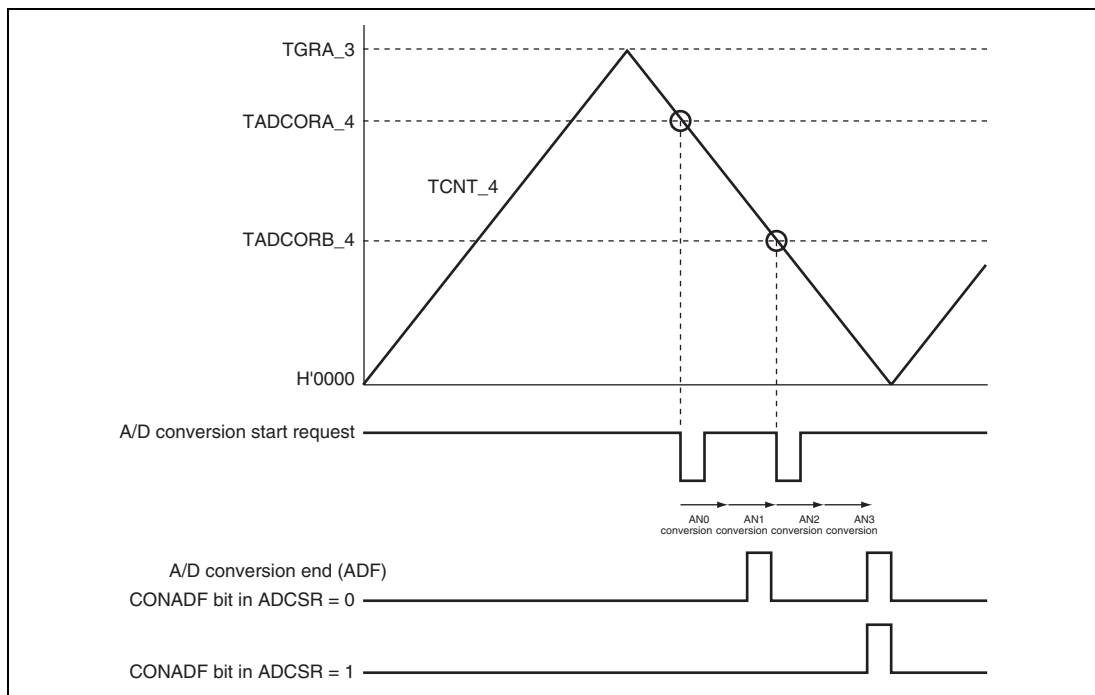 TGRA_3
TADCORA_4
TCNT_4
TADCORB_4
H'0000
A/D conversion start request
AN0 AN1 AN2 AN3
conversion conversion conversion conversion
A/D conversion end (ADF)
CONADF bit in ADCSR = 0
CONADF bit in ADCSR = 1